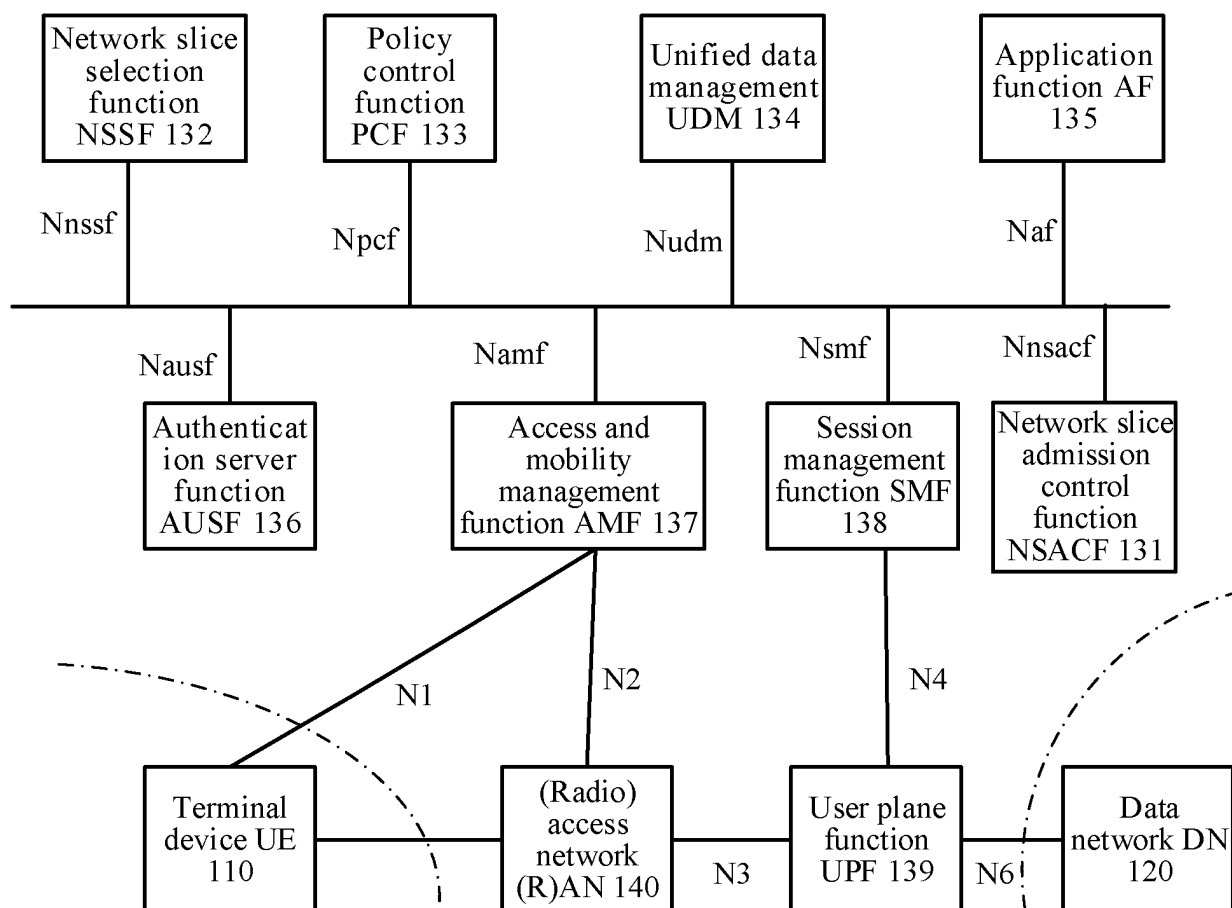 Network slice
selection
function
NSSF 132
Policy
control
function
PCF 133
Unified data
management
UDM 134
Application
function AF
135
Nnssf
Npcf
Nudm
Naf
Nausf
Namf
Nsmf
Nnsacf
Authenticat
ion server
function
AUSF 136
Access and
mobility
management
function AMF 137
Session
management
function SMF
138
Network slice
admission
control
function
NSACF 131
N1
N2
N4
Terminal
device UE
110
(Radio)
access
network
(R)AN 140
N3
User plane
function
UPF 139
N6
Data
network DN
120